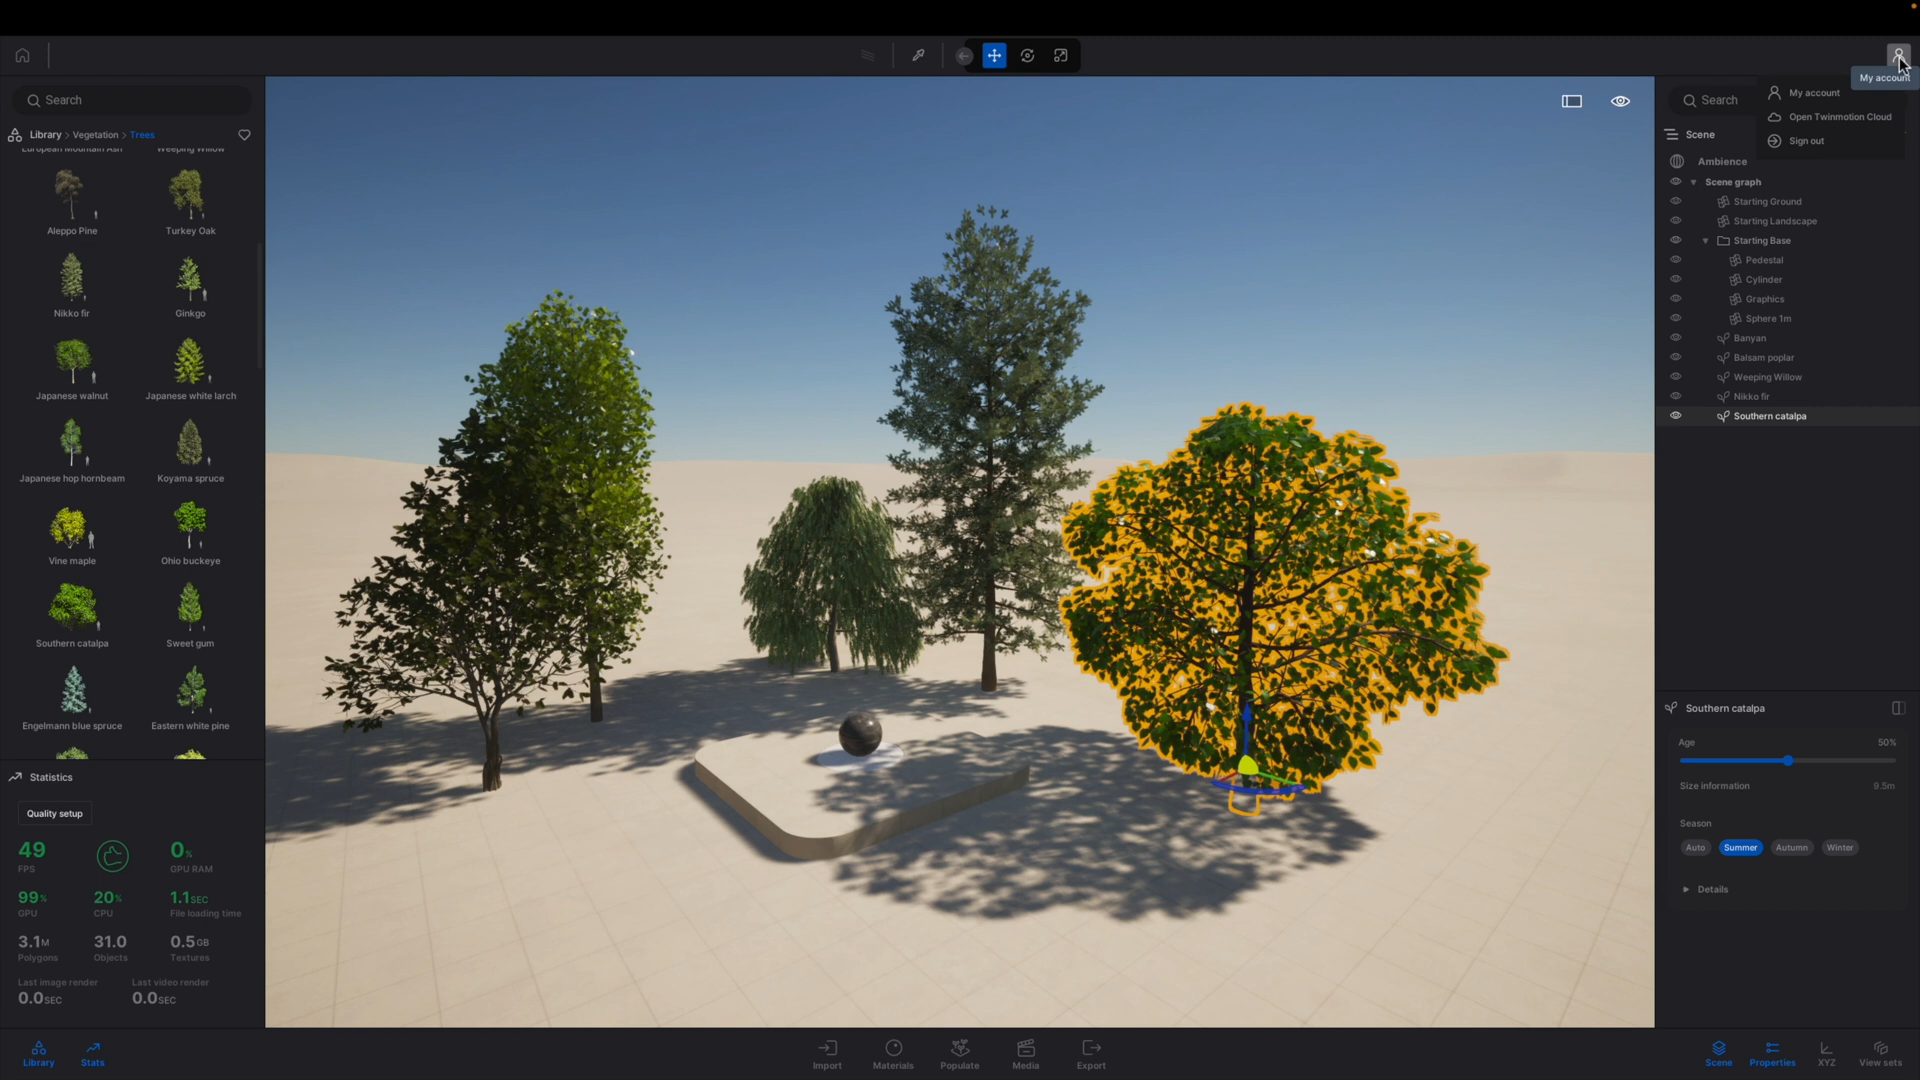 My account
Search
Search
My account
Open Twinmotion Cloud
Sign out
Library > Vegetation > Trees
Scene
European Mountain Ash
Weeping Willow
Aleppo Pine
Turkey Oak
Nikko fir
Ginkgo
Japanese walnut
Japanese white larch
Japanese hop hornbeam
Koyama spruce
Vine maple
Ohio buckeye
Southern catalpa
Sweet gum
Engelmann blue spruce
Eastern white pine
Ambience
Scene graph
Starting Ground
Starting Landscape
Starting Base
Pedestal
Cylinder
Graphics
Sphere 1m
Banyan
Balsam poplar
Weeping Willow
Nikko fir
Southern catalpa
Southern catalpa
Age 50%
Size information 9.5m
Season
Auto Summer Autumn Winter
Details
Statistics
Quality setup
49
FPS
0%
GPU RAM
99%
GPU
20%
CPU
1.1SEC
File loading time
3.1M
Polygons
31.0
Objects
0.5GB
Textures
Last image render
0.0SEC
Last video render
0.0SEC
Library
Stats
Import
Materials
Populate
Media
Export
Scene
Properties
XYZ
View sets